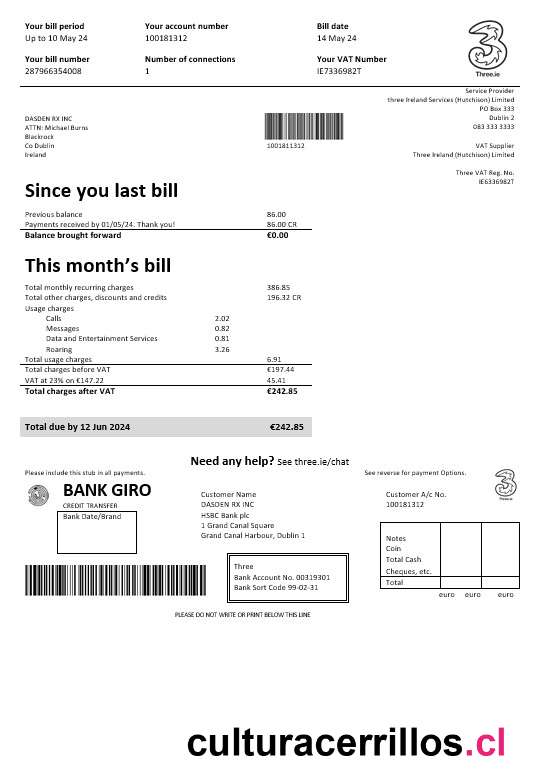 Your bill period
Up to 10 May 24
Your account number
100181312
Bill date
14 May 24
Your bill number
287966354008
Number of connections
1
Your VAT Number
IE7336982T
Three.ie
Service Provider
three Ireland Services (Hutchison) Limited
PO Box 333
Dublin 2
083 333 3333
VAT Supplier
Three Ireland (Hutchison) Limited
Three VAT Reg. No.
IE6336982T
DASDEN RX INC
ATTN: Michael Burns
Blackrock
Co Dublin
Ireland
1001811312
Since you last bill
Previous balance 86.00
Payments received by 01/05/24. Thank you! 86.00 CR
Balance brought forward €0.00
This month's bill
Total monthly recurring charges 386.85
Total other charges, discounts and credits 196.32 CR
Usage charges
Calls 2.02
Messages 0.82
Data and Entertainment Services 0.81
Roaring 3.26
Total usage charges 6.91
Total charges before VAT €197.44
VAT at 23% on €147.22 45.41
Total charges after VAT €242.85
Total due by 12 Jun 2024 €242.85
Need any help? See three.ie/chat
Please include this stub in all payments.
See reverse for payment Options.
BANK GIRO
CREDIT TRANSFER
Bank Date/Brand
Customer Name
DASDEN RX INC
HSBC Bank plc
1 Grand Canal Square
Grand Canal Harbour, Dublin 1
Customer A/c No.
100181312
Three
Bank Account No. 00319301
Bank Sort Code 99-02-31
Notes
Coin
Total Cash
Cheques, etc.
Total
euro euro euro
PLEASE DO NOT WRITE OR PRINT BELOW THIS LINE
culturacerrillos.cl